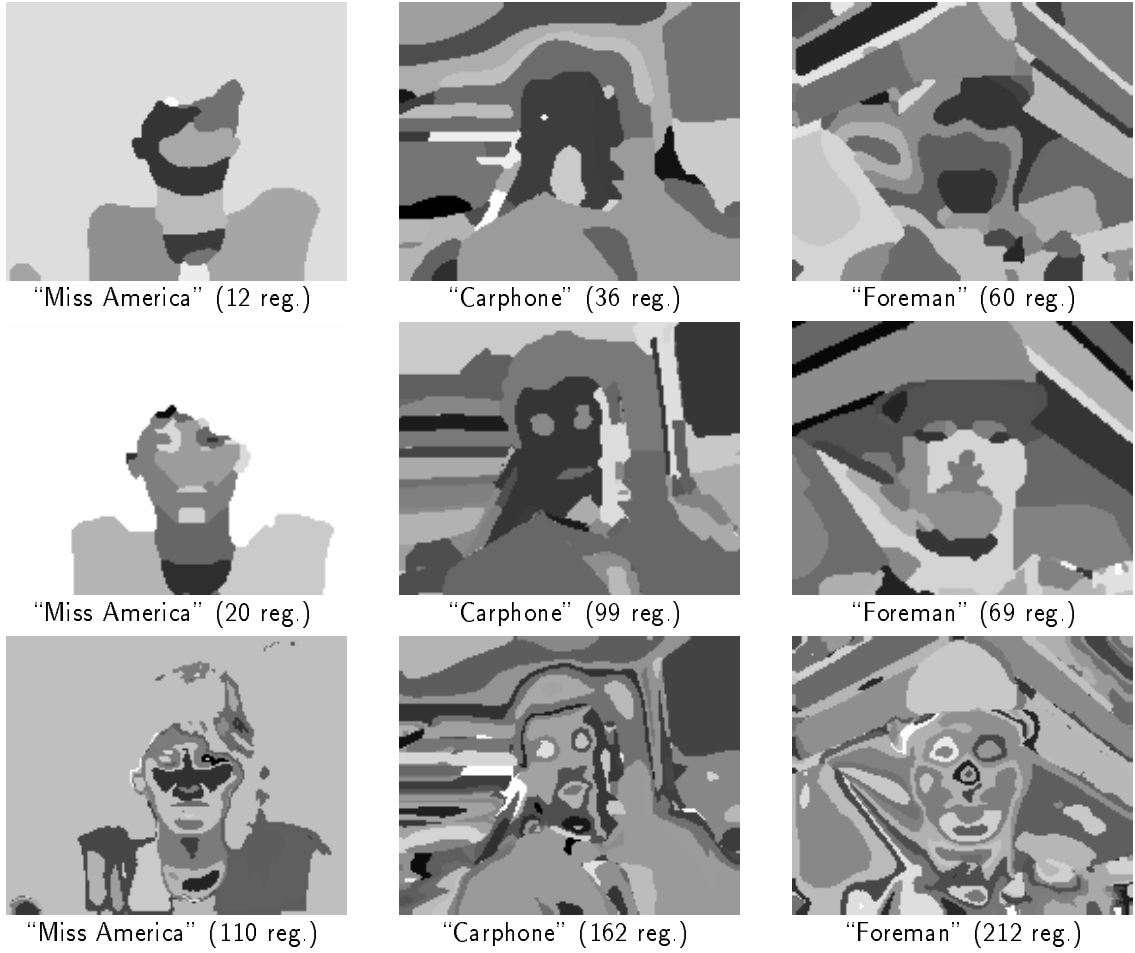 “Miss America” (12 reg.) “Carphone” (36 reg.) “Foreman” (60 reg.)
“Miss America” (20 reg.) “Carphone” (99 reg.) “Foreman” (69 reg.)
“Miss America” (110 reg.) “Carphone” (162 reg.) “Foreman” (212 reg.)